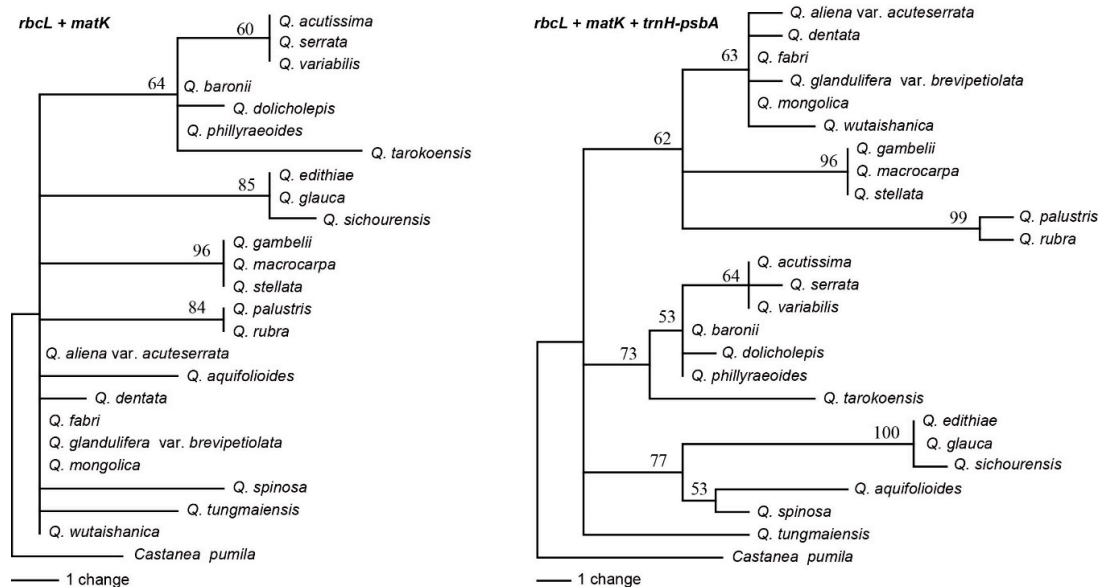 rbcL + matK
60
Q. acutissima
Q. serrata
Q. variabilis
64
Q. baronii
Q. dolicholepis
Q. phillyraeoides
Q. tarokoensis
85
Q. edithiae
Q. glauca
Q. sichourensis
96
Q. gambelii
Q. macrocarpa
Q. stellata
84
Q. palustris
Q. rubra
Q. aliena var. acuteserrata
Q. aquifolioides
Q. dentata
Q. fabri
Q. glandulifera var. brevipetiolata
Q. mongolica
Q. spinosa
Q. tungmaiensis
Q. wutaishanica
Castanea pumila
1 change
rbcL + matK + trnH-psbA
Q. aliena var. acuteserrata
Q. dentata
63
Q. fabri
Q. glandulifera var. brevipetiolata
Q. mongolica
Q. wutaishanica
62
Q. gambelii
96
Q. macrocarpa
Q. stellata
99
Q. palustris
Q. rubra
Q. acutissima
64
Q. serrata
Q. variabilis
53
Q. baronii
Q. dolicholepis
73
Q. phillyraeoides
Q. tarokoensis
Q. edithiae
100
Q. glauca
Q. sichourensis
77
53
Q. aquifolioides
Q. spinosa
Q. tungmaiensis
Castanea pumila
1 change